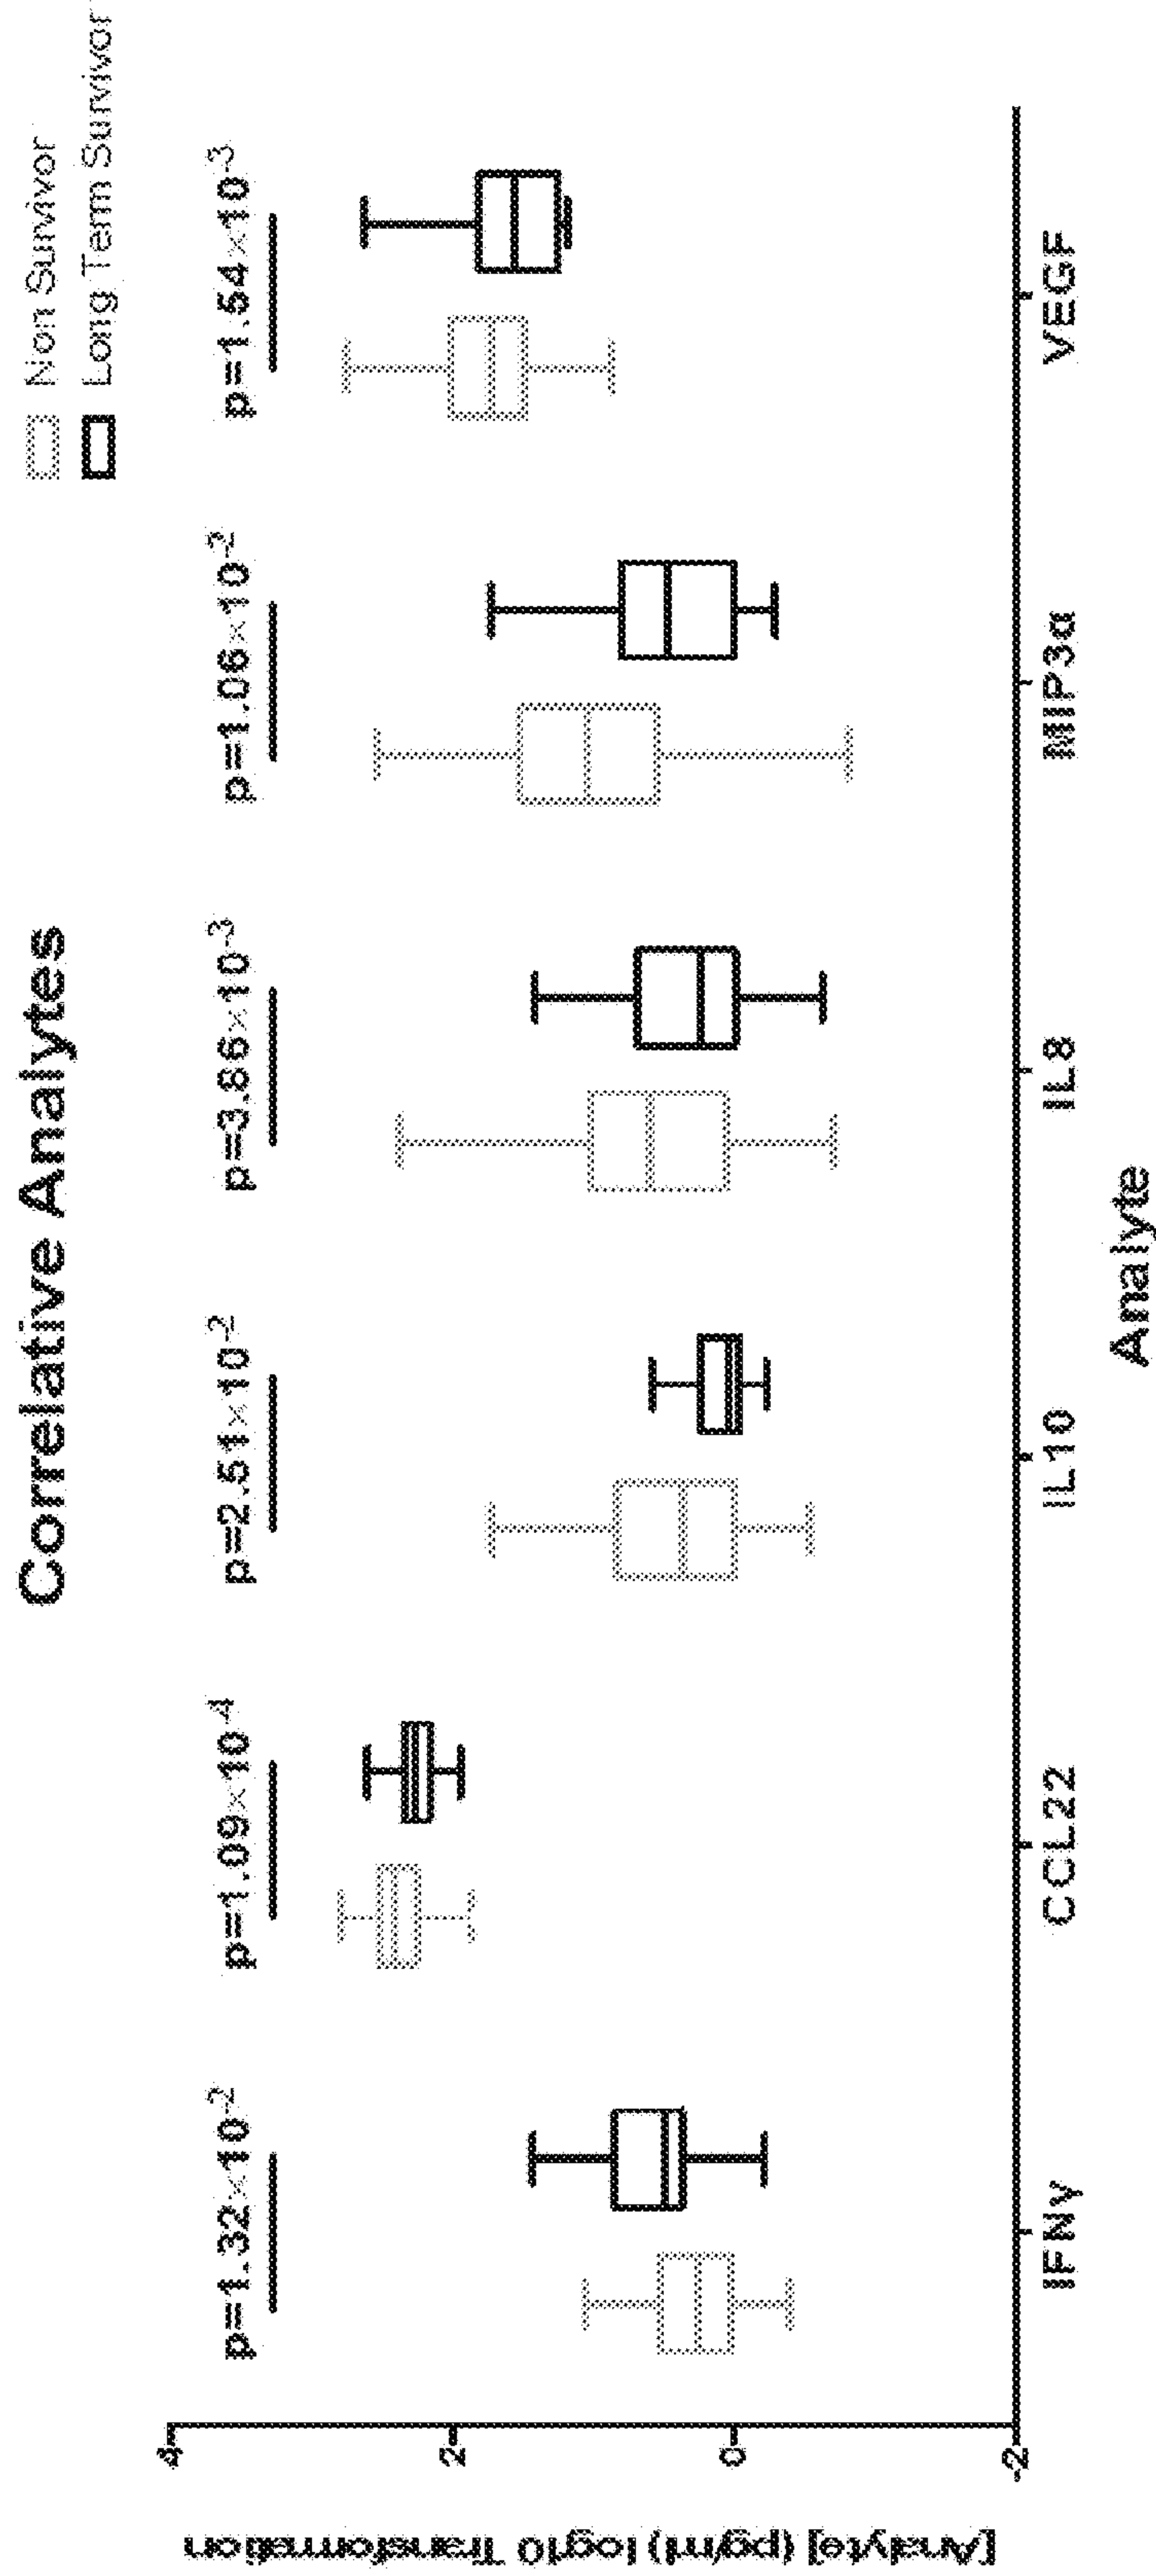 Correlative Analytes
Non Survivor
Long Term Survivor
p=1.32×10-2
p=1.09×10-4
p=2.51×10-2
p=3.86×10-3
p=1.06×10-2
p=1.54×10-3
[Analyte] (pg/ml) log10 Transformation
4
2
0
-2
IFNγ
CCL22
IL10
IL8
MIP3α
VEGF
Analyte